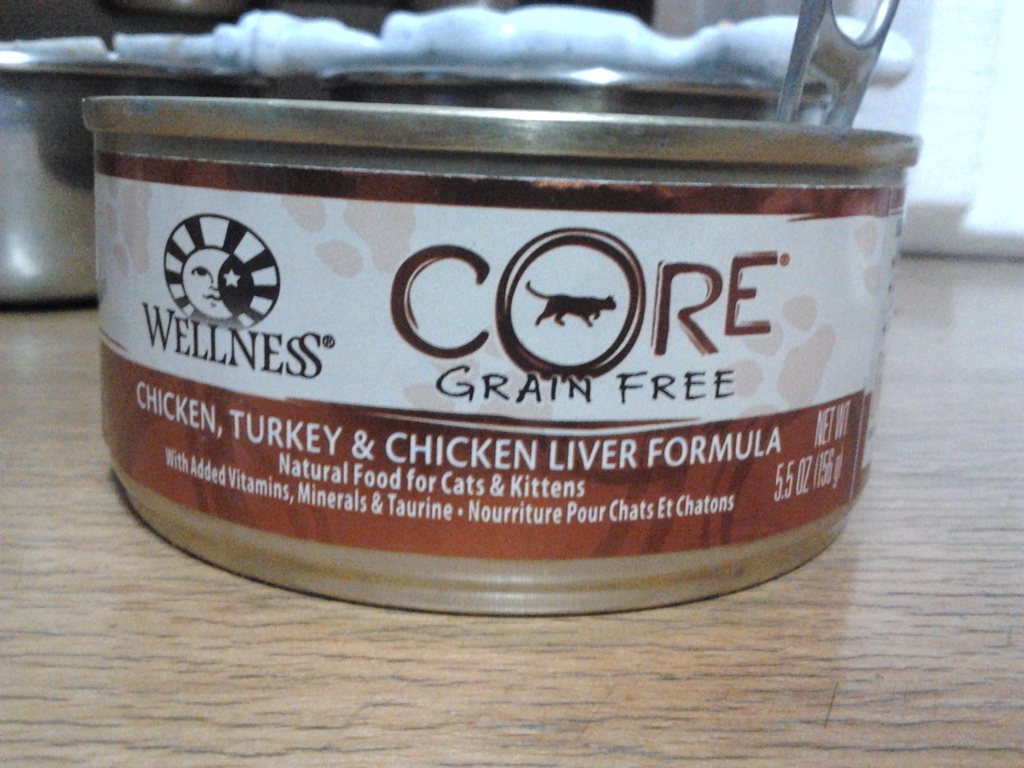 WELLNESS®
CORE®
GRAIN FREE
CHICKEN, TURKEY & CHICKEN LIVER FORMULA
Natural Food for Cats & Kittens
With Added Vitamins, Minerals & Taurine • Nourriture Pour Chats Et Chatons
NET WT
5.5 OZ (156 g)